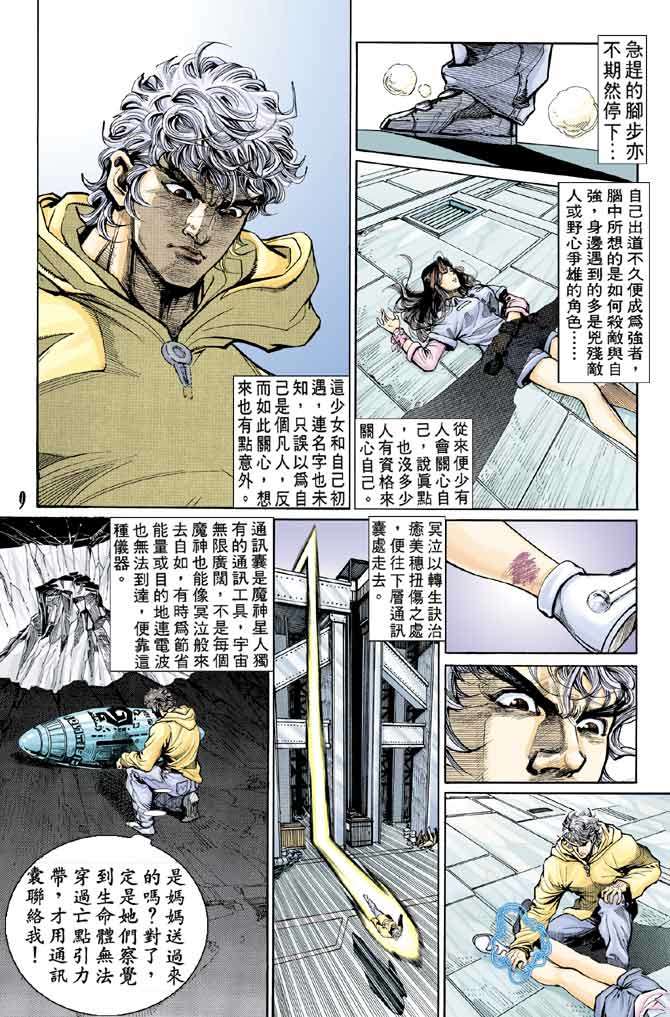 急趕的腳步亦
不期然停下…
自己出道不久便成為強者，
腦中所想的是如何殺敵與自
強，身邊遇到的多是兇殘敵
人或野心爭雄的角色……
從來便少有
人會關心自
己，說真點
，也沒多少
人有資格來
關心自己。
這少女和自己初
遇，連名字也未
知，只誤以為自
己是個凡人，反
而如此關心，想
來也有點意外。
9
冥泣以轉生訣治
癒美穂扭傷之處
，便往下層通訊
囊處走去。
通訊囊是魔神星人獨
有的通訊工具，宇宙
無限廣闊，不是每個
魔神也能像冥泣般來
去自如，有時為節省
能量或目的地連電波
也無法到達，便靠這
種儀器。
是媽媽送過來
的嗎？對了，
定是她們察覺
到生命體無法
穿過亡點引力
帶，才用通訊
囊聯絡我！